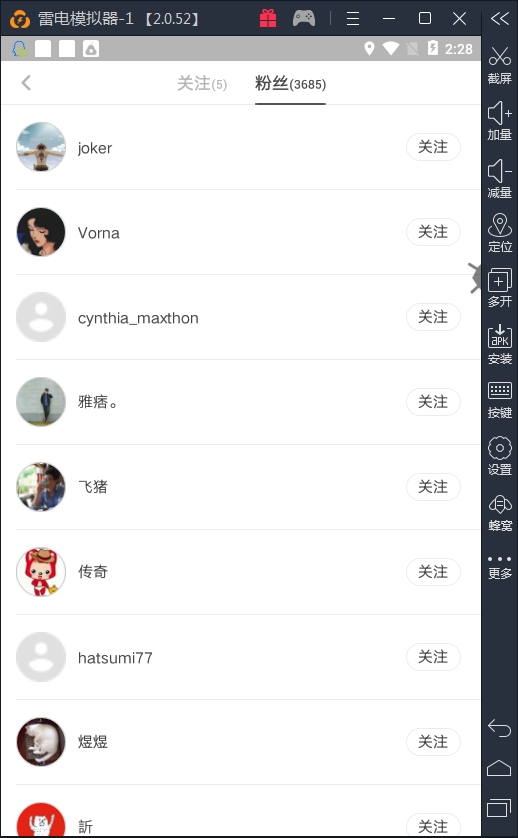 雷电模拟器-1 【2.0.52】
2:28
关注(5) 粉丝(3685)
joker 关注
Vorna 关注
cynthia_maxthon 关注
雅痞。 关注
飞猪 关注
传奇 关注
hatsumi77 关注
煜煜 关注
訢 关注
截屏
加量
减量
定位
多开
APK
安装
按键
设置
蜂窝
更多